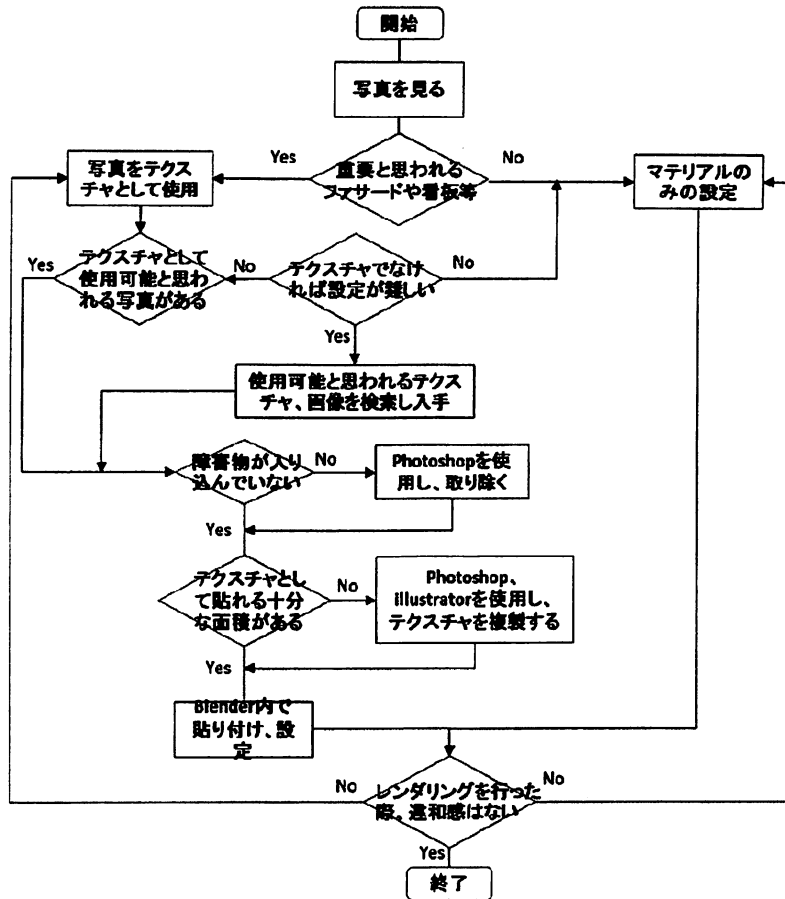 開始
写真を見る
Yes
重要と思われる
ファサードや看板等
No
写真をテクス
チャとして使用
マテリアルの
みの設定
Yes
テクスチャとして
使用可能と思わ
れる写真がある
No
テクスチャでなけ
れば設定が難しい
No
Yes
使用可能と思われるテクス
チャ、画像を検索し入手
障害物が入り
込んでいない
No
Photoshopを使
用し、取り除く
Yes
テクスチャとし
て貼れる十分
な面積がある
No
Photoshop、
illustratorを使用し、
テクスチャを複製する
Yes
Blender内で
貼り付け、設
定
No
レンダリングを行った
際、違和感はない
No
Yes
終了